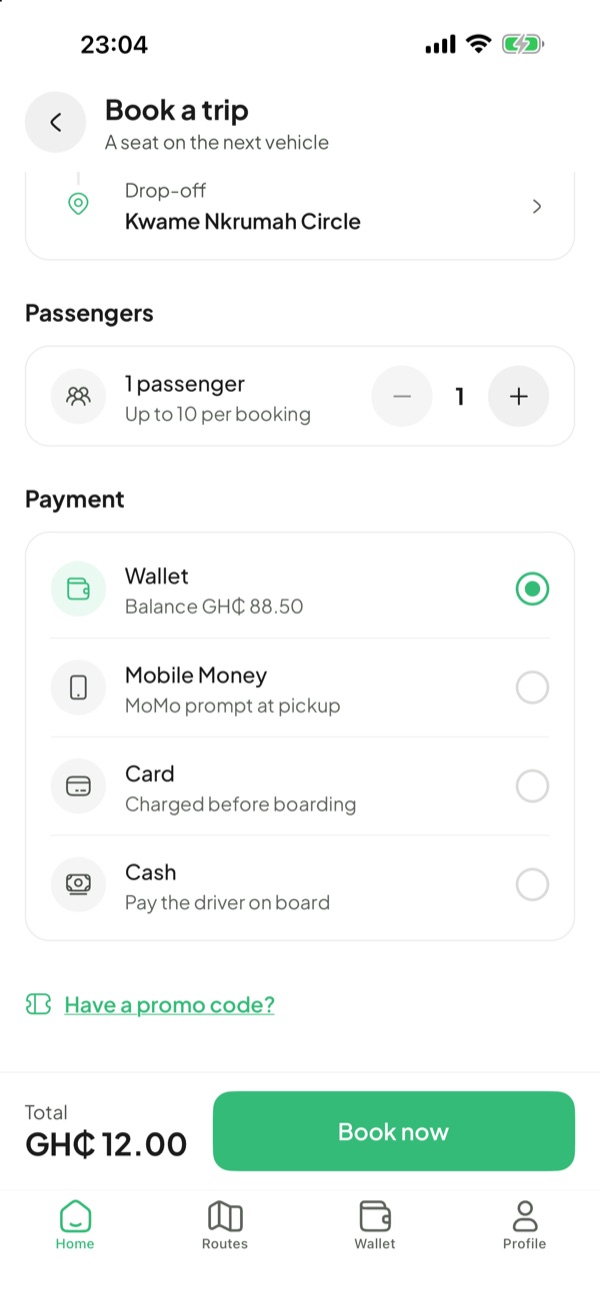 23:04
Book a trip
A seat on the next vehicle
Drop-off
Kwame Nkrumah Circle
Passengers
1 passenger
Up to 10 per booking
1
Payment
Wallet
Balance GH₵ 88.50
Mobile Money
MoMo prompt at pickup
Card
Charged before boarding
Cash
Pay the driver on board
Have a promo code?
Total
GH₵ 12.00
Book now
Home
Routes
Wallet
Profile